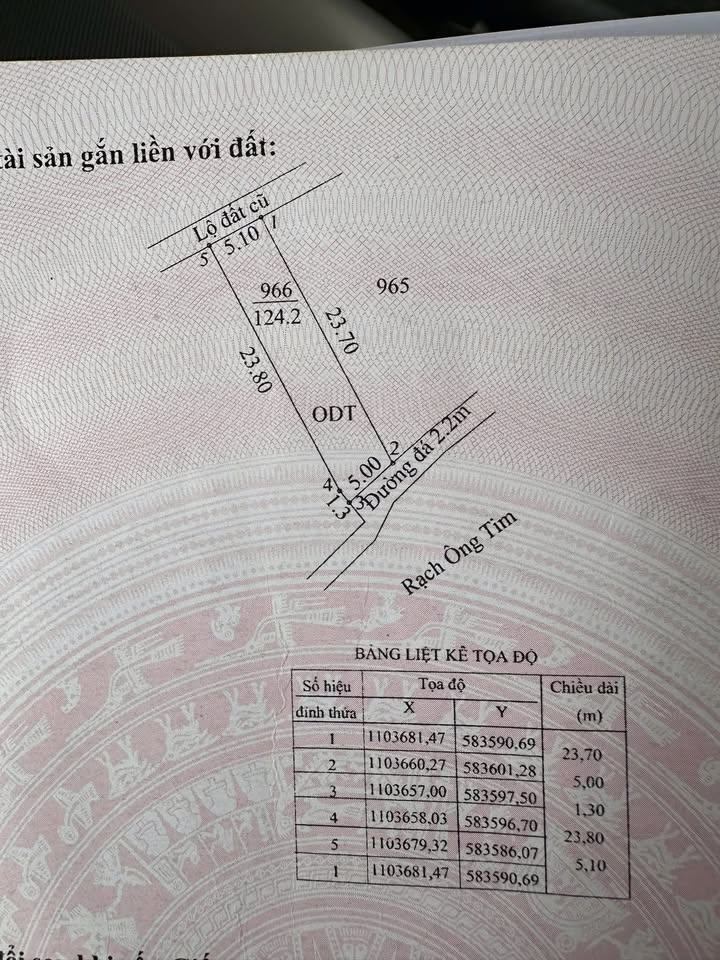 tài sản gắn liền với đất:
Lộ đất cũ
5.10
1
5
966
124.2
965
23.70
23.80
ODT
2
5.00
Đường đá 2.2m
4
3
1.3
Rạch Ông Tim
BẢNG LIỆT KÊ TỌA ĐỘ
Số hiệu đỉnh thửa Tọa độ Chiều dài (m)
X Y
1 1103681,47 583590,69
23,70
2 1103660,27 583601,28
5,00
3 1103657,00 583597,50
1,30
4 1103658,03 583596,70
23,80
5 1103679,32 583586,07
5,10
1 1103681,47 583590,69